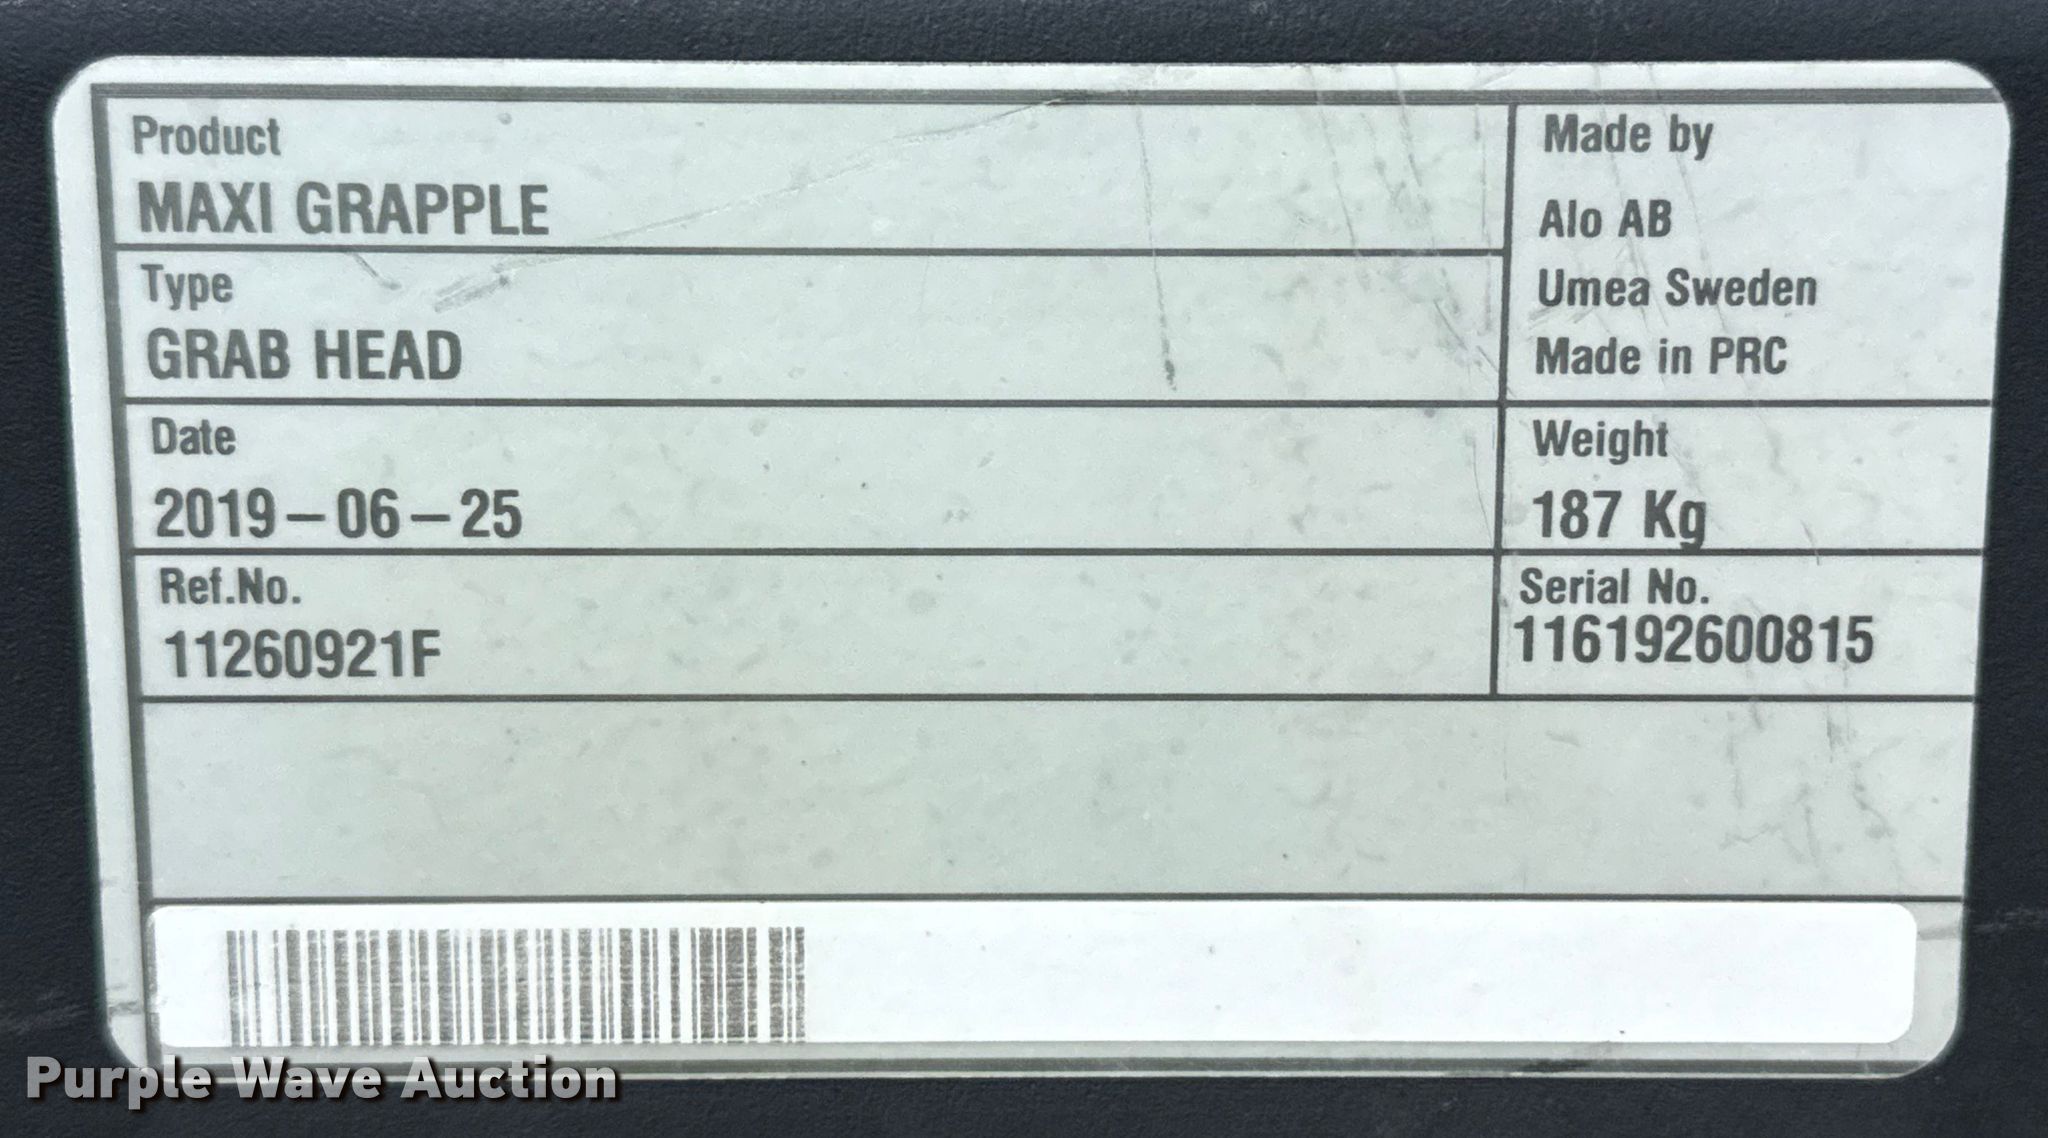 Product
MAXI GRAPPLE
Made by
Alo AB
Umea Sweden
Made in PRC
Type
GRAB HEAD
Date
2019-06-25
Weight
187 Kg
Ref.No.
11260921F
Serial No.
116192600815
Purple Wave Auction